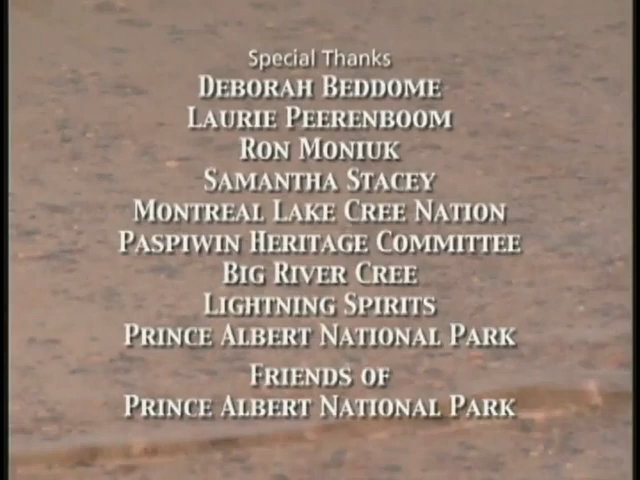 Special Thanks
DEBORAH BEDDOME
LAURIE PEERENBOOM
RON MONIUK
SAMANTHA STACEY
MONTREAL LAKE CREE NATION
PASPIWIN HERITAGE COMMITTEE
BIG RIVER CREE
LIGHTNING SPIRITS
PRINCE ALBERT NATIONAL PARK
FRIENDS OF
PRINCE ALBERT NATIONAL PARK